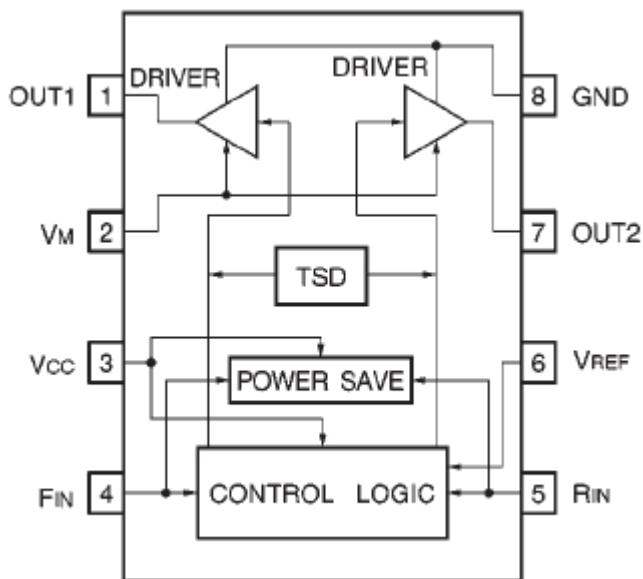 DRIVER
DRIVER
OUT1 1
8 GND
VM 2
7 OUT2
TSD
VCC 3
6 VREF
POWER SAVE
FIN 4
CONTROL LOGIC
5 RIN